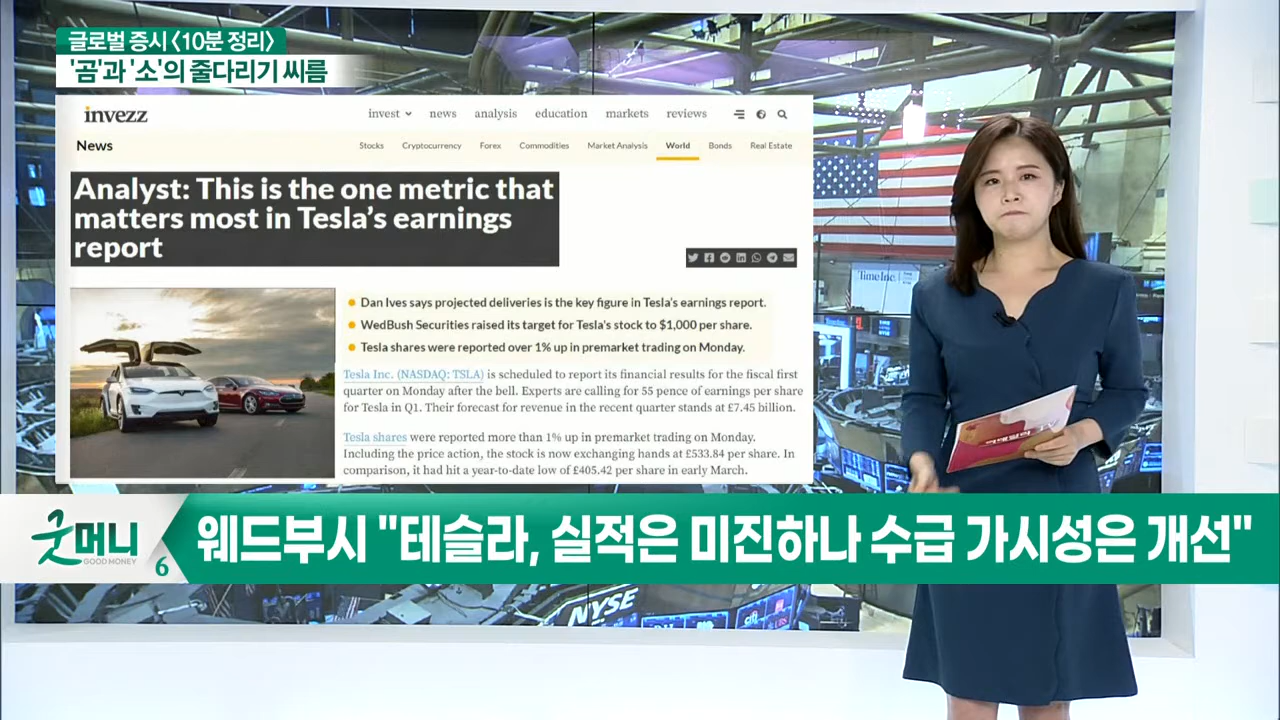 글로벌 증시 <10분 정리>
'곰'과 '소'의 줄다리기 씨름
invezz
invest news analysis education markets reviews
News
Stocks Cryptocurrency Forex Commodities Market Analysis World Bonds Real Estate
Analyst: This is the one metric that
matters most in Tesla's earnings
report
Dan Ives says projected deliveries is the key figure in Tesla's earnings report.
WedBush Securities raised its target for Tesla's stock to $1,000 per share.
Tesla shares were reported over 1% up in premarket trading on Monday.
Tesla Inc. (NASDAQ: TSLA) is scheduled to report its financial results for the fiscal first
quarter on Monday after the bell. Experts are calling for 55 pence of earnings per share
for Tesla in Q1. Their forecast for revenue in the recent quarter stands at £7.45 billion.
Tesla shares were reported more than 1% up in premarket trading on Monday.
Including the price action, the stock is now exchanging hands at £533.84 per share. In
comparison, it had hit a year-to-date low of £405.42 per share in early March.
Time Inc.
굿머니
GOOD MONEY
6
웨드부시 "테슬라, 실적은 미진하나 수급 가시성은 개선"
NYSE
citi
UBS